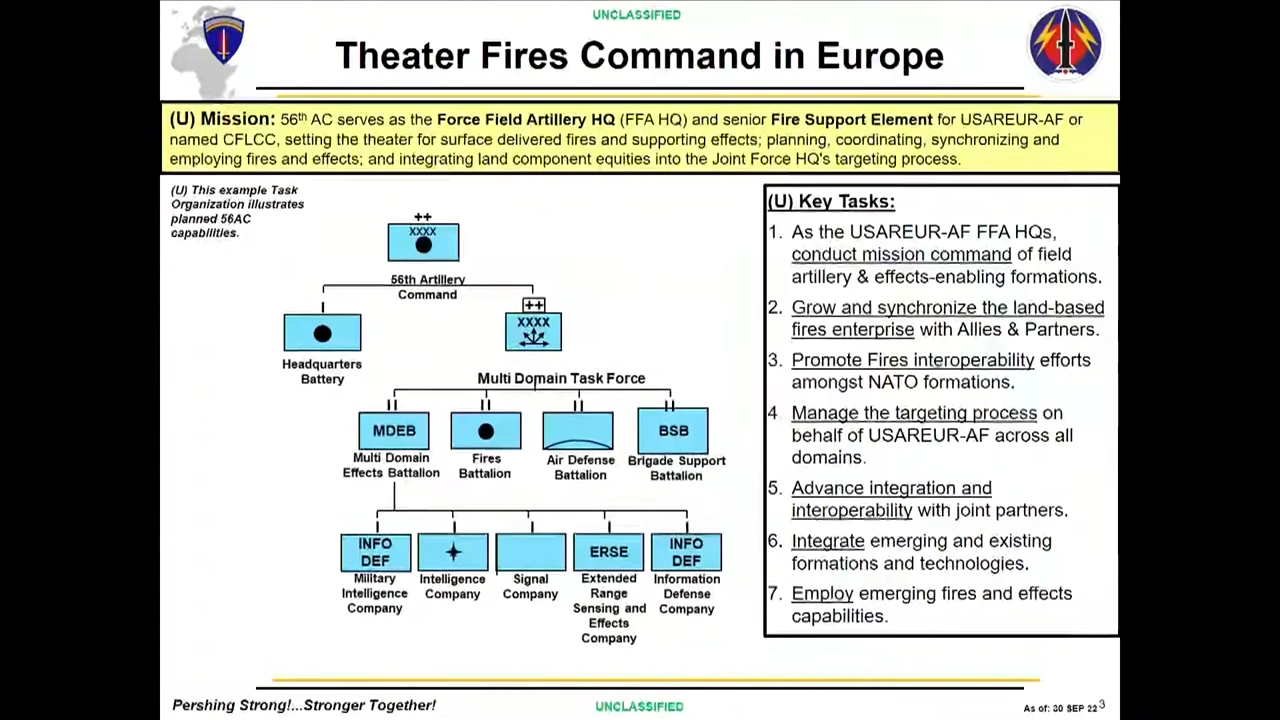 UNCLASSIFIED
Theater Fires Command in Europe
(U) Mission: 56th AC serves as the Force Field Artillery HQ (FFA HQ) and senior Fire Support Element for USAREUR-AF or
named CFLCC, setting the theater for surface delivered fires and supporting effects; planning, coordinating, synchronizing and
employing fires and effects; and integrating land component equities into the Joint Force HQ's targeting process.
(U) This example Task
Organization illustrates
planned 56AC
capabilities.
++
XXXX
56th Artillery
Command
I
Headquarters
Battery
++
XXXX
Multi Domain Task Force
II
MDEB
Multi Domain
Effects Battalion
II
Fires
Battalion
II
Air Defense
Battalion
II
BSB
Brigade Support
Battalion
I
INFO
DEF
Military
Intelligence
Company
I
Intelligence
Company
I
Signal
Company
I
ERSE
Extended
Range
Sensing and
Effects
Company
I
INFO
DEF
Information
Defense
Company
(U) Key Tasks:
1. As the USAREUR-AF FFA HQs,
conduct mission command of field
artillery & effects-enabling formations.
2. Grow and synchronize the land-based
fires enterprise with Allies & Partners.
3. Promote Fires interoperability efforts
amongst NATO formations.
4 Manage the targeting process on
behalf of USAREUR-AF across all
domains.
5. Advance integration and
interoperability with joint partners.
6. Integrate emerging and existing
formations and technologies.
7. Employ emerging fires and effects
capabilities.
Pershing Strong!...Stronger Together!
UNCLASSIFIED
As of: 30 SEP 22 3